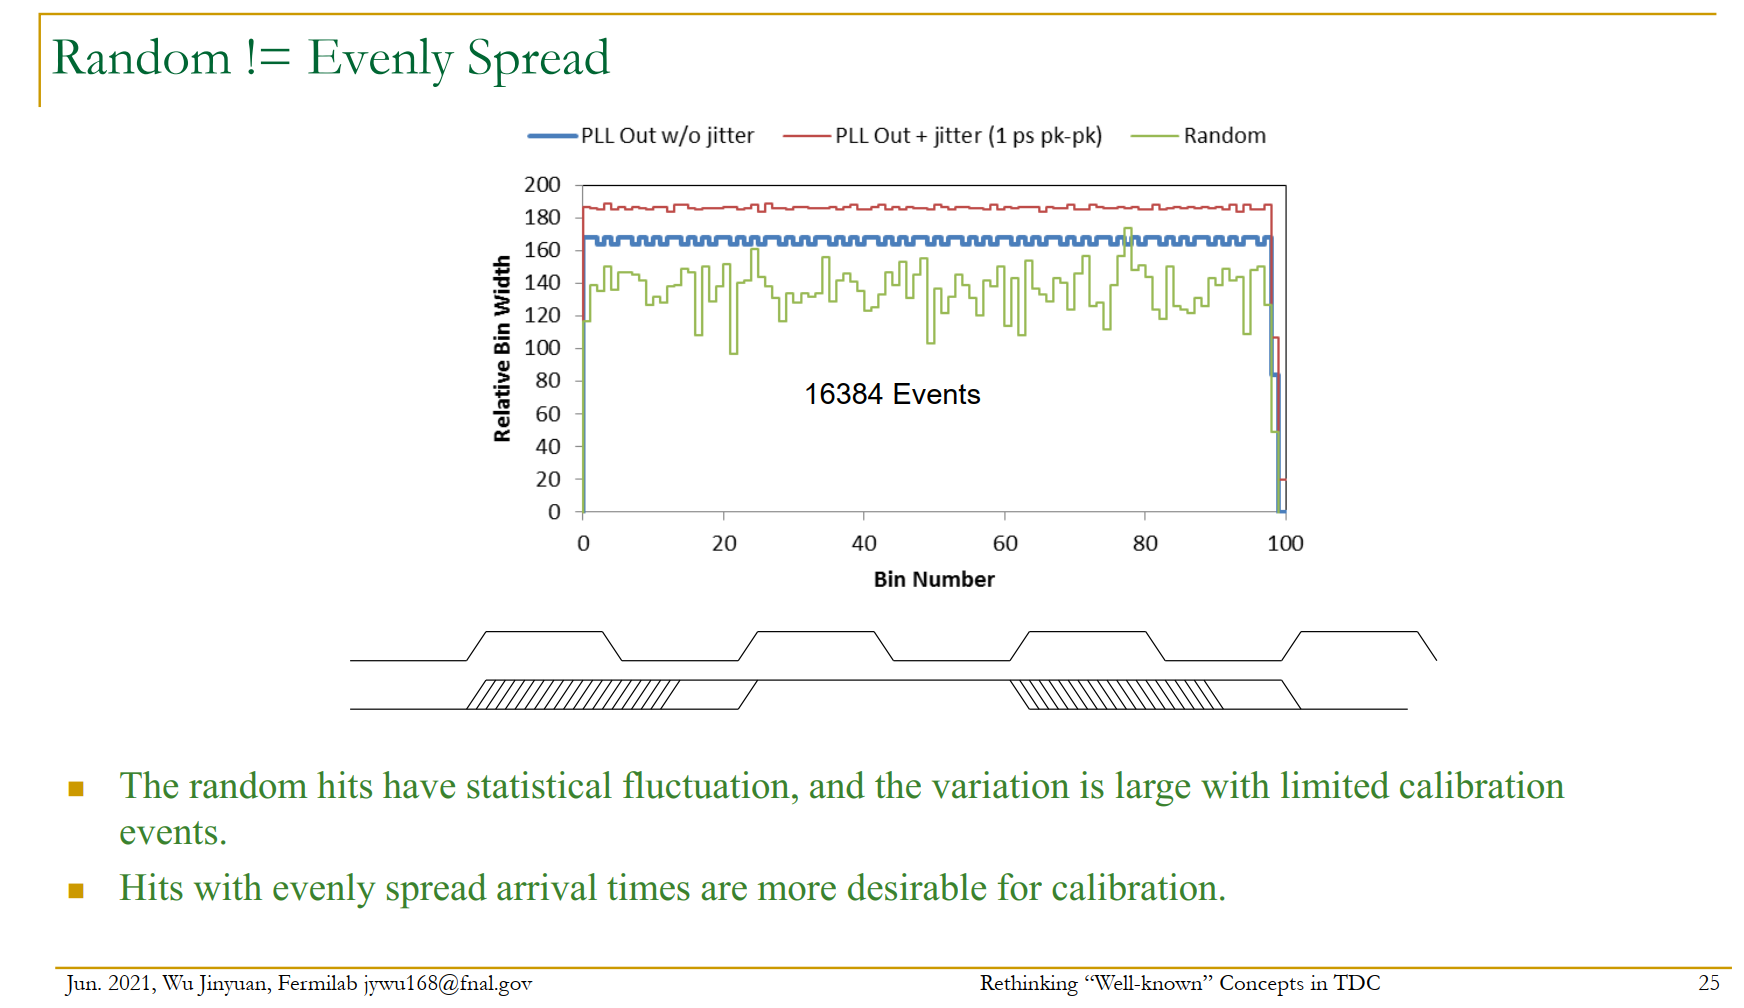 Random != Evenly Spread
PLL Out w/o jitter PLL Out + jitter (1 ps pk-pk) Random
200
180
160
140
120
100
80
60
40
20
0
Relative Bin Width
16384 Events
0 20 40 60 80 100
Bin Number
The random hits have statistical fluctuation, and the variation is large with limited calibration
events.
Hits with evenly spread arrival times are more desirable for calibration.
Jun. 2021, Wu Jinyuan, Fermilab jywu168@fnal.gov Rethinking “Well-known” Concepts in TDC 25